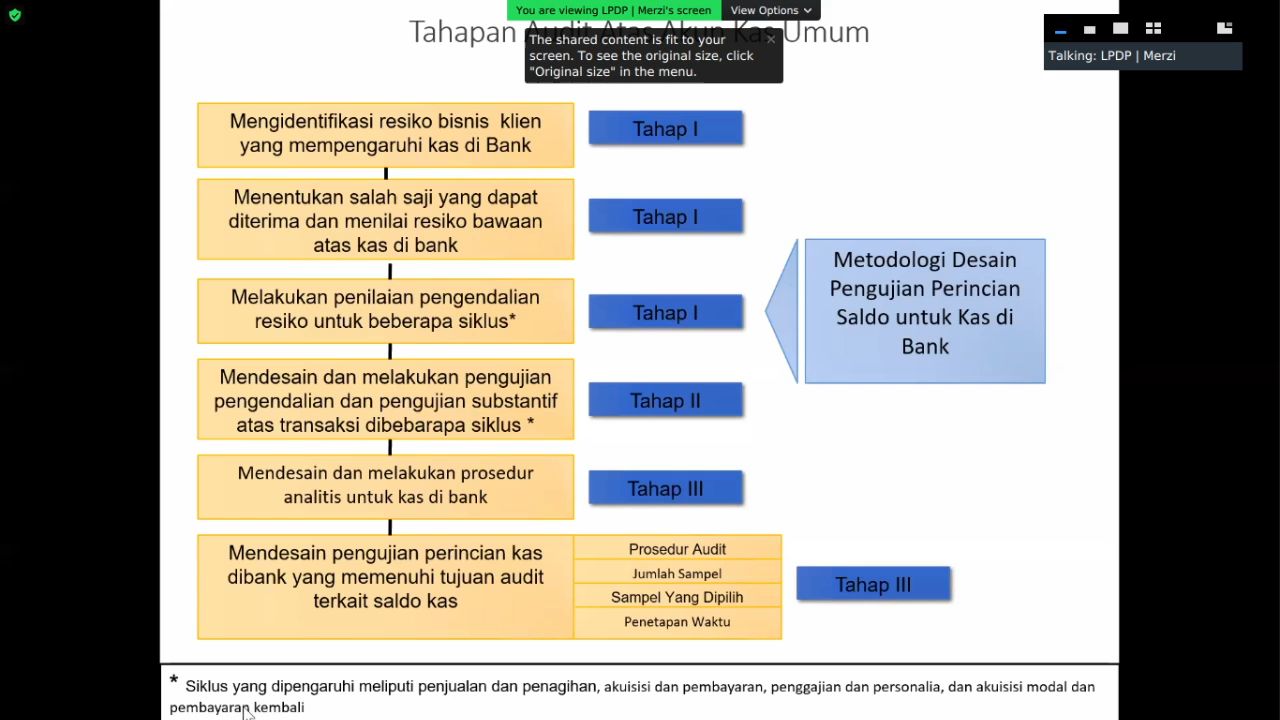 You are viewing LPDP | Merzi's screen
View Options
Tahapan Audit Atas Akun Kas Umum
The shared content is fit to your
screen. To see the original size, click
"Original size" in the menu.
Talking: LPDP | Merzi
Mengidentifikasi resiko bisnis klien
yang mempengaruhi kas di Bank
Tahap I
Menentukan salah saji yang dapat
diterima dan menilai resiko bawaan
atas kas di bank
Tahap I
Melakukan penilaian pengendalian
resiko untuk beberapa siklus*
Tahap I
Metodologi Desain
Pengujian Perincian
Saldo untuk Kas di
Bank
Mendesain dan melakukan pengujian
pengendalian dan pengujian substantif
atas transaksi dibebarapa siklus *
Tahap II
Mendesain dan melakukan prosedur
analitis untuk kas di bank
Tahap III
Mendesain pengujian perincian kas
dibank yang memenuhi tujuan audit
terkait saldo kas
Prosedur Audit
Jumlah Sampel
Sampel Yang Dipilih
Penetapan Waktu
Tahap III
* Siklus yang dipengaruhi meliputi penjualan dan penagihan, akuisisi dan pembayaran, penggajian dan personalia, dan akuisisi modal dan
pembayaran kembali